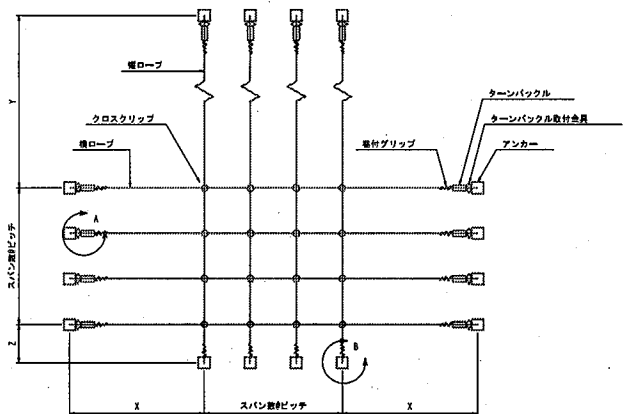 縦ロープ
ターンバックル
クロスクリップ
ターンバックル取付金具
横ロープ
巻付グリップ
アンカー
Y
A
スパン数@ピッチ
Z
B
A
X
スパン数@ピッチ
X